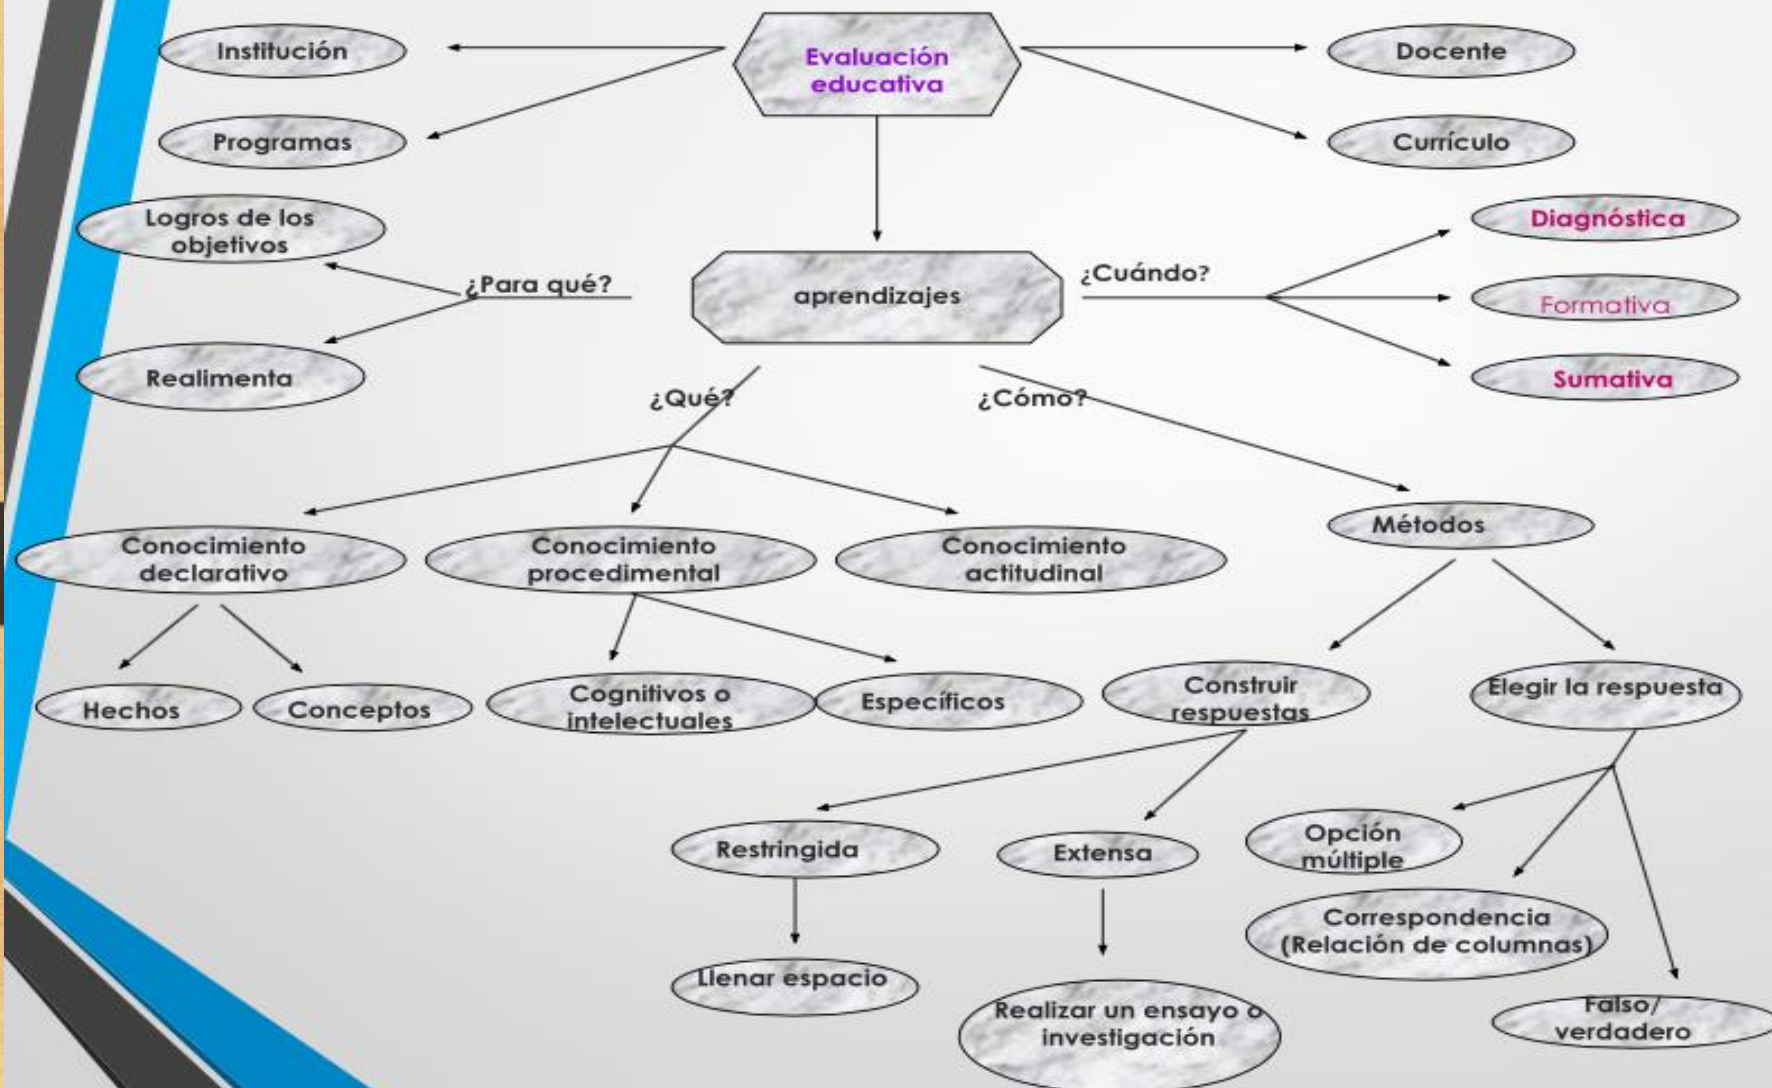 Institución
Evaluación
educativa
Docente
Programas
Currículo
Logros de los
objetivos
Diagnóstica
¿Para qué?
aprendizajes
¿Cuándo?
Formativa
Realimenta
Sumativa
¿Qué?
¿Cómo?
Conocimiento
declarativo
Conocimiento
procedimental
Conocimiento
actitudinal
Métodos
Hechos
Conceptos
Cognitivos o
intelectuales
Específicos
Construir
respuestas
Elegir la respuesta
Restringida
Extensa
Opción
múltiple
Correspondencia
(Relación de columnas)
Llenar espacio
Realizar un ensayo o
investigación
Falso/
verdadero